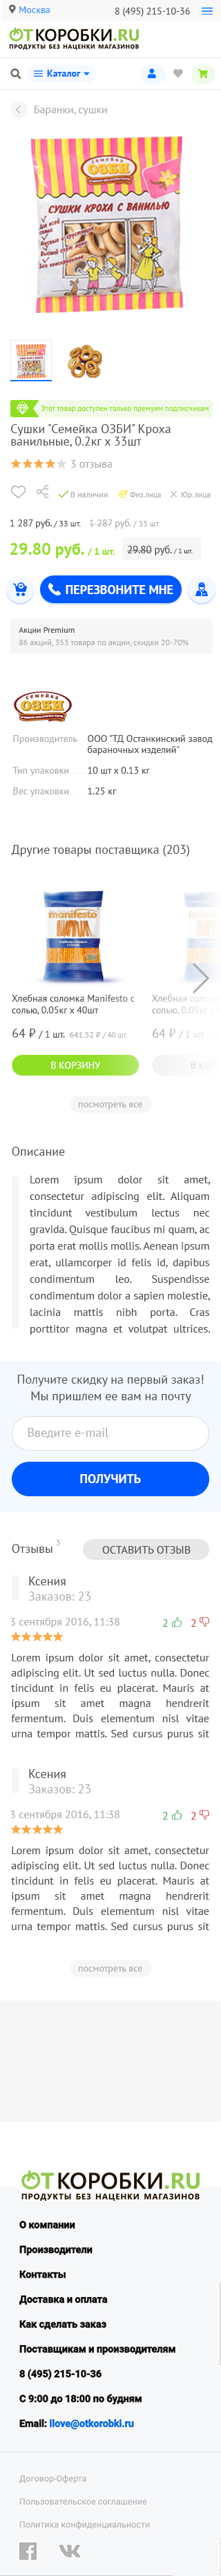 Москва 8 (495) 215-10-36
ОТ КОРОБКИ.RU
ПРОДУКТЫ БЕЗ НАЦЕНКИ МАГАЗИНОВ
Каталог
Баранки, сушки
СЕМЕЙКА
ОЗБИ
СУШКИ КРОХА С ВАНИЛЬЮ
Этот товар доступен только премиум подписчикам
Сушки "Семейка ОЗБИ" Кроха
ванильные, 0.2кг х 33шт
3 отзыва
В наличии Физ.лица Юр.лица
1 287 руб. / 33 шт. 1 287 руб. / 33 шт.
29.80 руб. / 1 шт. 29.80 руб. / 1 шт.
ПЕРЕЗВОНИТЕ МНЕ
Акции Premium
86 акций, 353 товара по акции, скидки 20-70%
СЕМЕЙКА
ОЗБИ
Производитель ООО "ТД Останкинский завод
бараночных изделий"
Тип упаковки 10 шт х 0,13 кг
Вес упаковки 1.25 кг
Другие товары поставщика (203)
manifesto
manifesto
Хлебная соломка Manifesto с
солью, 0.05кг х 40шт
Хлебная соломка
солью, 0.05кг х
64 ₽ / 1 шт. 641.52 ₽ / 40 шт.
64 ₽ / 1 шт.
В КОРЗИНУ
В КОР
посмотреть все
Описание
Lorem ipsum dolor sit amet,
consectetur adipiscing elit. Aliquam
tincidunt vestibulum lectus nec
gravida. Quisque faucibus mi quam, ac
porta erat mollis mollis. Aenean ipsum
erat, ullamcorper id felis id, dapibus
condimentum leo. Suspendisse
condimentum dolor a sapien molestie,
lacinia mattis nibh porta. Cras
porttitor magna et volutpat ultrices.
Получите скидку на первый заказ!
Мы пришлем ее вам на почту
Введите e-mail
ПОЛУЧИТЬ
Отзывы 3 ОСТАВИТЬ ОТЗЫВ
Ксения
Заказов: 23
3 сентября 2016, 11:38 2 2
Lorem ipsum dolor sit amet, consectetur
adipiscing elit. Ut sed luctus nulla. Donec
tincidunt in felis eu placerat. Mauris at
ipsum sit amet magna hendrerit
fermentum. Duis elementum nisl vitae
urna tempor mattis. Sed cursus purus sit
Ксения
Заказов: 23
3 сентября 2016, 11:38 2 2
Lorem ipsum dolor sit amet, consectetur
adipiscing elit. Ut sed luctus nulla. Donec
tincidunt in felis eu placerat. Mauris at
ipsum sit amet magna hendrerit
fermentum. Duis elementum nisl vitae
urna tempor mattis. Sed cursus purus sit
посмотреть все
ОТ КОРОБКИ.RU
ПРОДУКТЫ БЕЗ НАЦЕНКИ МАГАЗИНОВ
О компании
Производители
Контакты
Доставка и оплата
Как сделать заказ
Поставщикам и производителям
8 (495) 215-10-36
С 9:00 до 18:00 по будням
Email: ilove@otkorobki.ru
Договор-Оферта
Пользовательское соглашение
Политика конфиденциальности